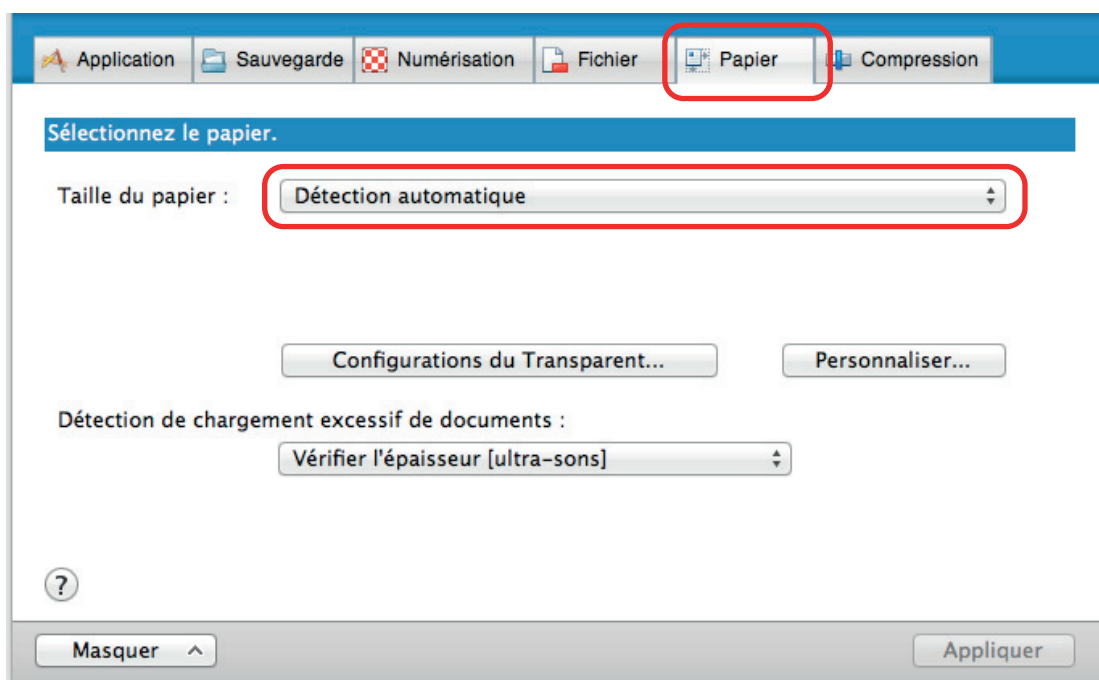 Application Sauvegarde Numérisation Fichier Papier Compression
Sélectionnez le papier.
Taille du papier : Détection automatique
Configurations du Transparent... Personnaliser...
Détection de chargement excessif de documents :
Vérifier l'épaisseur [ultra-sons]
?
Masquer Appliquer